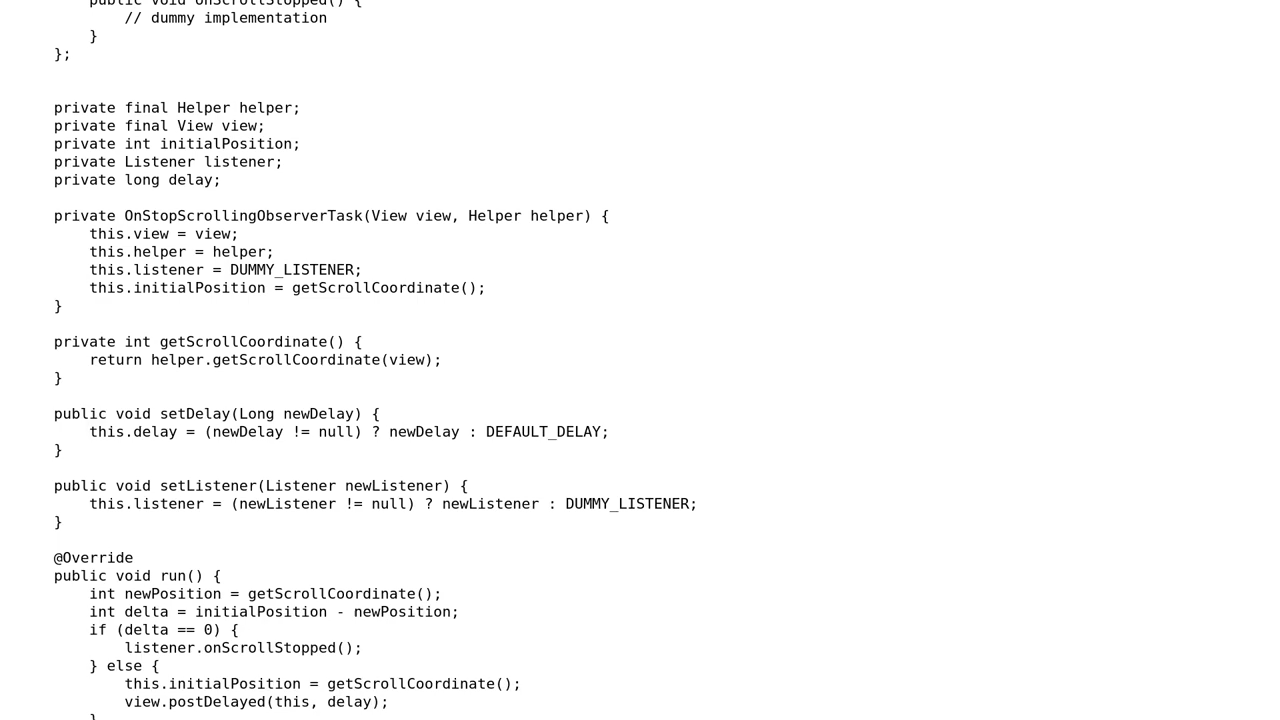 public void onScrollStopped() {
        // dummy implementation
    }
};


private final Helper helper;
private final View view;
private int initialPosition;
private Listener listener;
private long delay;

private OnStopScrollingObserverTask(View view, Helper helper) {
    this.view = view;
    this.helper = helper;
    this.listener = DUMMY_LISTENER;
    this.initialPosition = getScrollCoordinate();
}

private int getScrollCoordinate() {
    return helper.getScrollCoordinate(view);
}

public void setDelay(Long newDelay) {
    this.delay = (newDelay != null) ? newDelay : DEFAULT_DELAY;
}

public void setListener(Listener newListener) {
    this.listener = (newListener != null) ? newListener : DUMMY_LISTENER;
}

@Override
public void run() {
    int newPosition = getScrollCoordinate();
    int delta = initialPosition - newPosition;
    if (delta == 0) {
        listener.onScrollStopped();
    } else {
        this.initialPosition = getScrollCoordinate();
        view.postDelayed(this, delay);
    }